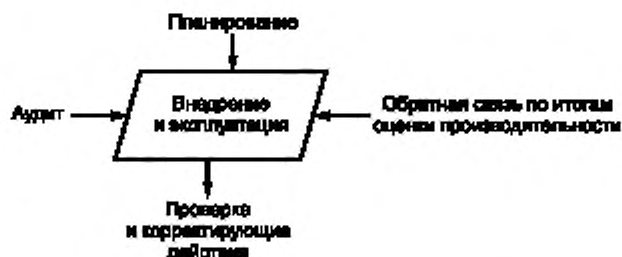 Планирование
Аудит
Внедрение
и эксплуатация
Обратная связь по итогам
оценки производительности
Проверка
и корректирующие
действия